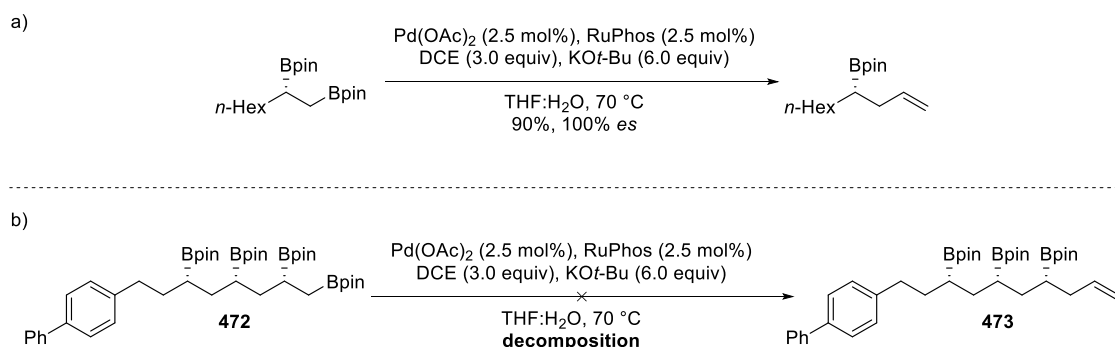 a)
Pd(OAc)2 (2.5 mol%), RuPhos (2.5 mol%)
DCE (3.0 equiv), KOt-Bu (6.0 equiv)
Bpin
Bpin
n-Hex
THF:H2O, 70 °C
90%, 100% es
Bpin
n-Hex
b)
Pd(OAc)2 (2.5 mol%), RuPhos (2.5 mol%)
DCE (3.0 equiv), KOt-Bu (6.0 equiv)
Bpin Bpin Bpin
Bpin
Ph
472
THF:H2O, 70 °C
decomposition
Bpin Bpin Bpin
Ph
473